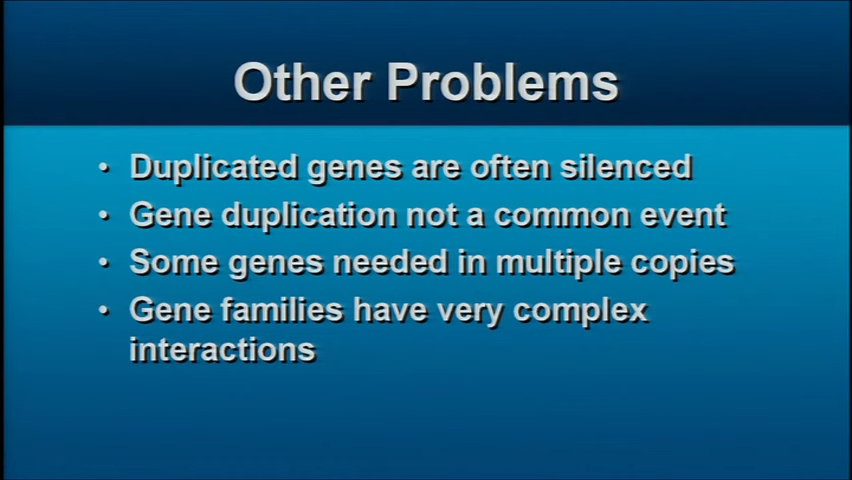 Other Problems
• Duplicated genes are often silenced
• Gene duplication not a common event
• Some genes needed in multiple copies
• Gene families have very complex
interactions